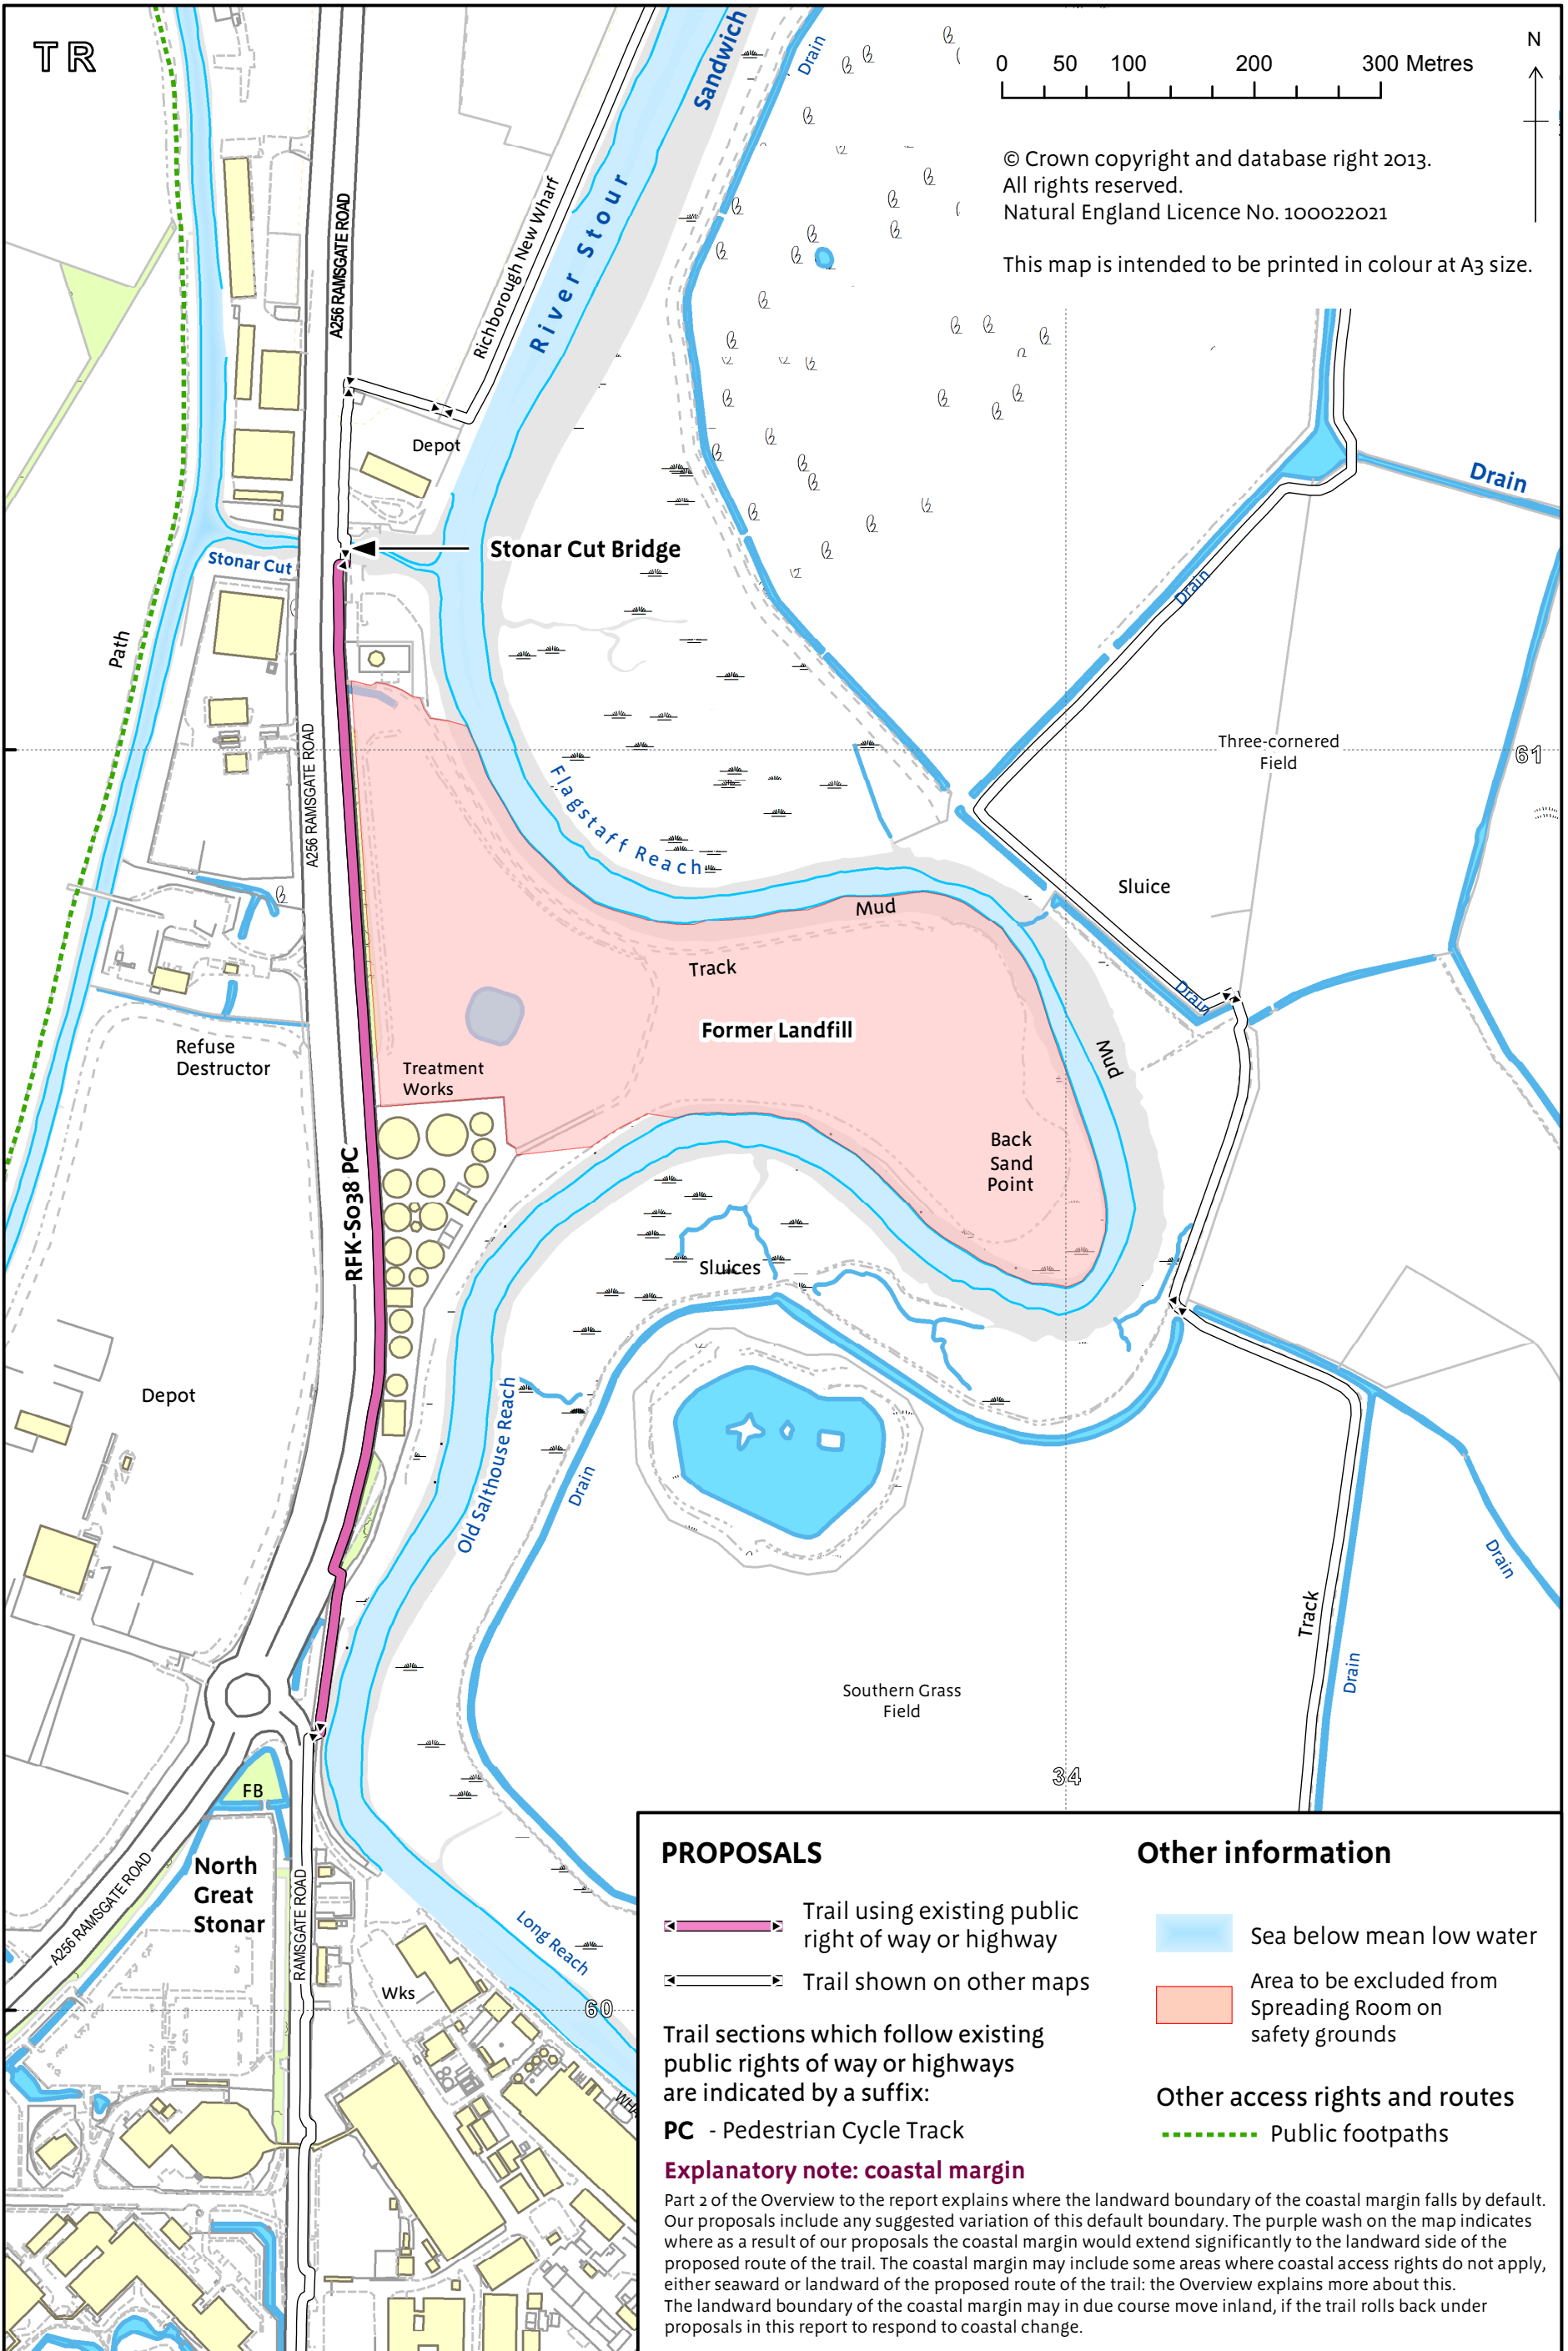 TR
Sandwich
Drain
0 50 100 200 300 Metres
N
© Crown copyright and database right 2013.
All rights reserved.
Natural England Licence No. 100022021
This map is intended to be printed in colour at A3 size.
A256 RAMSGATE ROAD
Richborough New Wharf
River Stour
Depot
Drain
Stonar Cut Bridge
Stonar Cut
Drain
Path
A256 RAMSGATE ROAD
Three-cornered
Field
61
Flagstaff Reach
Sluice
Mud
Track
Drain
Former Landfill
Refuse
Destructor
Treatment
Works
Mud
RFK-S038 PC
Back
Sand
Point
Sluices
Depot
Old Salthouse Reach
Drain
Drain
Track
Drain
Southern Grass
Field
34
FB
North
Great
Stonar
A256 RAMSGATE ROAD
RAMSGATE ROAD
Long Reach
Wks
60
WHA
PROPOSALS
Trail using existing public
right of way or highway
Trail shown on other maps
Trail sections which follow existing
public rights of way or highways
are indicated by a suffix:
PC - Pedestrian Cycle Track
Other information
Sea below mean low water
Area to be excluded from
Spreading Room on
safety grounds
Other access rights and routes
Public footpaths
Explanatory note: coastal margin
Part 2 of the Overview to the report explains where the landward boundary of the coastal margin falls by default.
Our proposals include any suggested variation of this default boundary. The purple wash on the map indicates
where as a result of our proposals the coastal margin would extend significantly to the landward side of the
proposed route of the trail. The coastal margin may include some areas where coastal access rights do not apply,
either seaward or landward of the proposed route of the trail: the Overview explains more about this.
The landward boundary of the coastal margin may in due course move inland, if the trail rolls back under
proposals in this report to respond to coastal change.